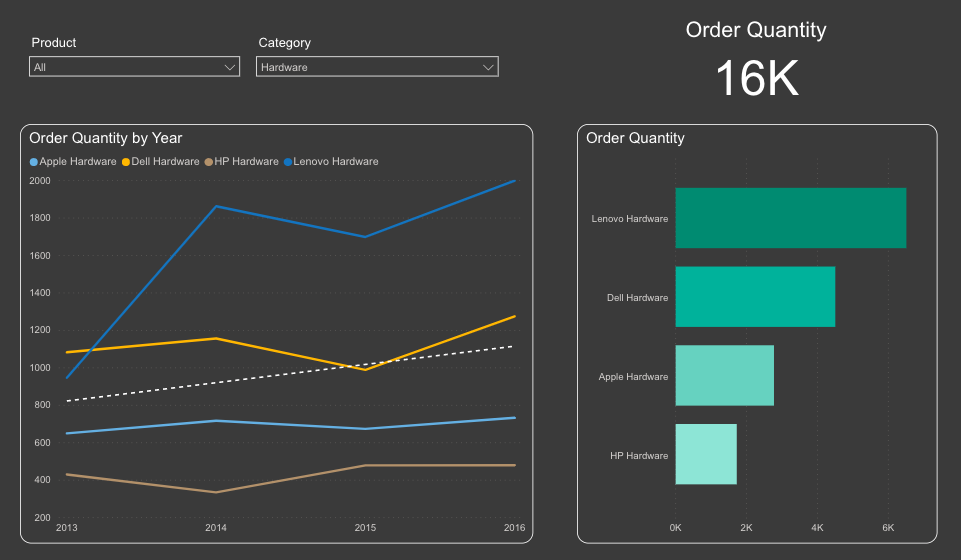 Product
All
Category
Hardware
Order Quantity
16K
Order Quantity by Year
Apple Hardware Dell Hardware HP Hardware Lenovo Hardware
2000
1800
1600
1400
1200
1000
800
600
400
200
2013 2014 2015 2016
Order Quantity
Lenovo Hardware
Dell Hardware
Apple Hardware
HP Hardware
0K 2K 4K 6K